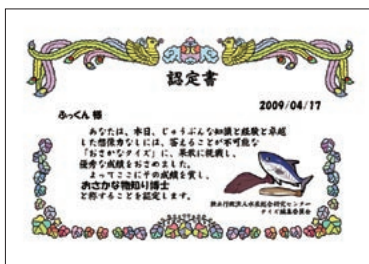 認定書
2009/04/17
ふっくん 様
あなたは、本日、じゅうぶんな知識と経験と卓越
した想像力なしには、答えることが不可能な
「おさかなクイズ」に、果敢に挑戦し、
優秀な成績をおさめました。
よってここにその成績を賞し、
おさかな物知り博士
と称することを認定します。
独立行政法人水産総合研究センター
クイズ編集委員会